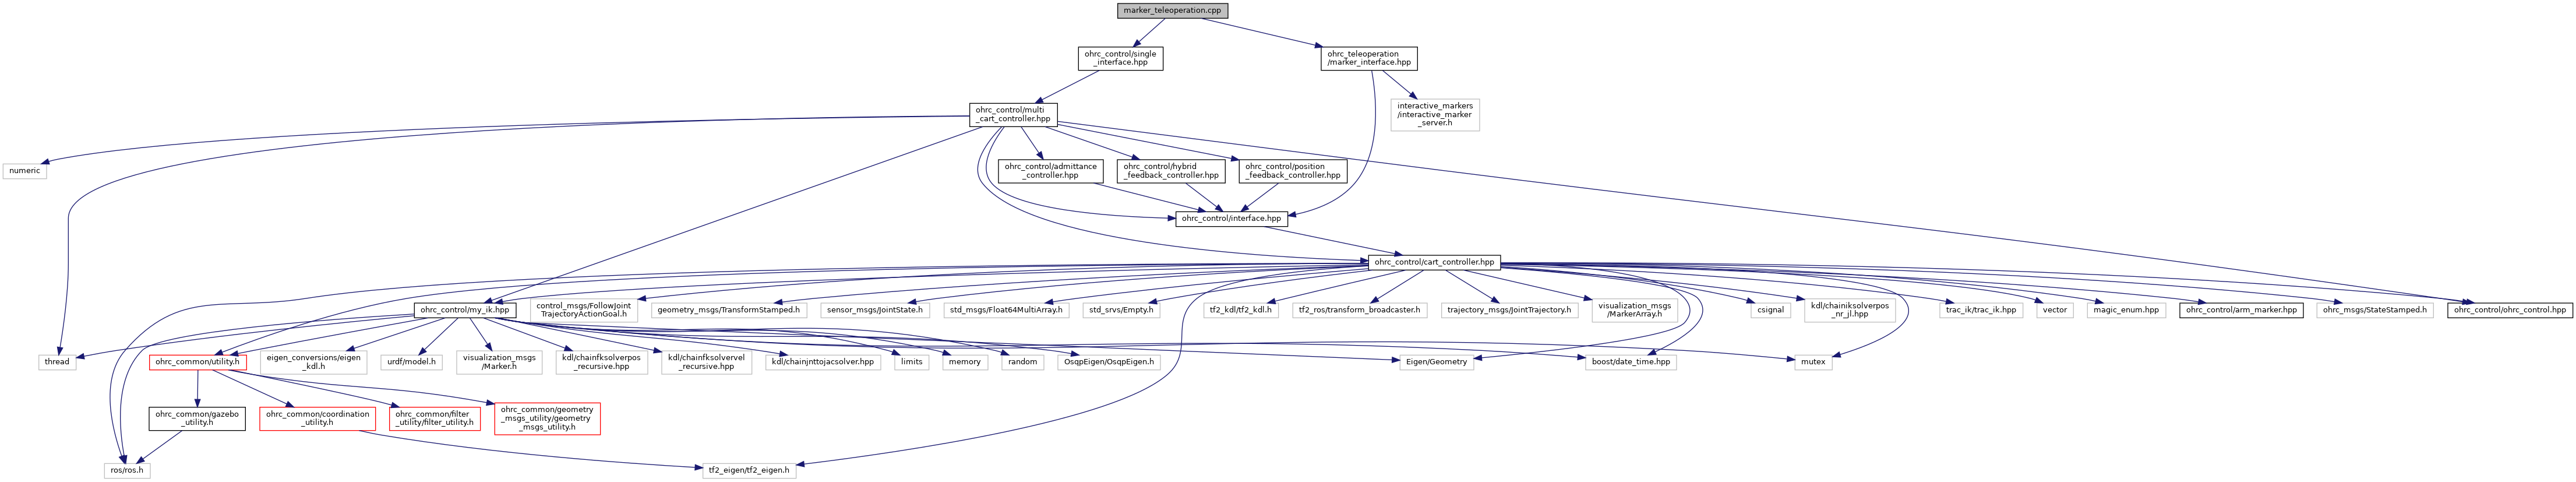 marker_teleoperation.cpp
ohrc_control/single
_interface.hpp
ohrc_teleoperation
/marker_interface.hpp
ohrc_control/multi
_cart_controller.hpp
interactive_markers
/interactive_marker
_server.h
numeric
ohrc_control/admittance
_controller.hpp
ohrc_control/hybrid
_feedback_controller.hpp
ohrc_control/position
_feedback_controller.hpp
ohrc_control/interface.hpp
ohrc_control/cart_controller.hpp
ohrc_control/my_ik.hpp
control_msgs/FollowJoint
TrajectoryActionGoal.h
geometry_msgs/TransformStamped.h
sensor_msgs/JointState.h
std_msgs/Float64MultiArray.h
std_srvs/Empty.h
tf2_kdl/tf2_kdl.h
tf2_ros/transform_broadcaster.h
trajectory_msgs/JointTrajectory.h
visualization_msgs
/MarkerArray.h
csignal
kdl/chainiksolverpos
_nr_jl.hpp
trac_ik/trac_ik.hpp
vector
magic_enum.hpp
ohrc_control/arm_marker.hpp
ohrc_msgs/StateStamped.h
ohrc_control/ohrc_control.hpp
thread
ohrc_common/utility.h
eigen_conversions/eigen
_kdl.h
urdf/model.h
visualization_msgs
/Marker.h
kdl/chainfksolverpos
_recursive.hpp
kdl/chainfksolvervel
_recursive.hpp
kdl/chainjnttojacsolver.hpp
limits
memory
random
OsqpEigen/OsqpEigen.h
Eigen/Geometry
boost/date_time.hpp
mutex
ohrc_common/gazebo
_utility.h
ohrc_common/coordination
_utility.h
ohrc_common/filter
_utility/filter_utility.h
ohrc_common/geometry
_msgs_utility/geometry
_msgs_utility.h
ros/ros.h
tf2_eigen/tf2_eigen.h